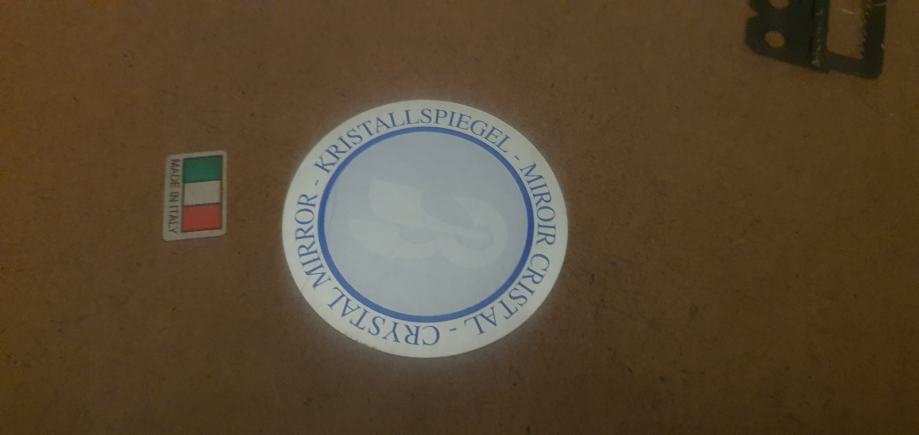 MADE IN ITALY
KRISTALLSPIEGEL - MIROIR CRISTAL - CRYSTAL MIRROR -